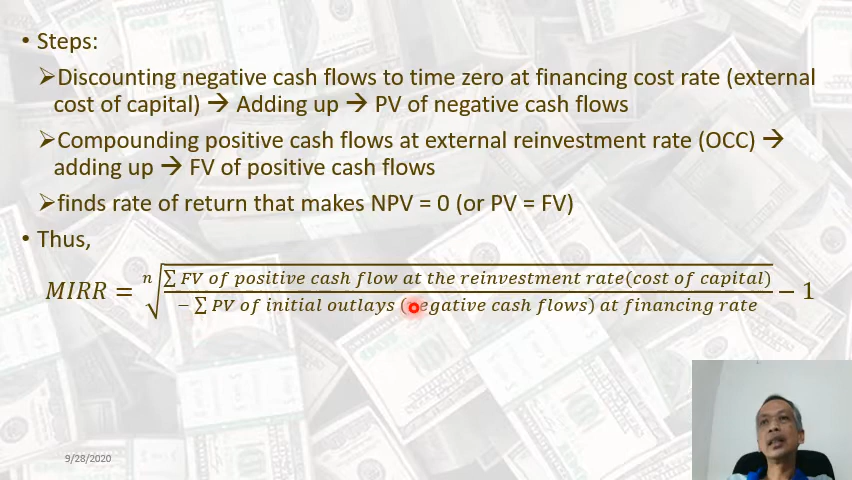 • Steps:
➢Discounting negative cash flows to time zero at financing cost rate (external
cost of capital) → Adding up → PV of negative cash flows
➢Compounding positive cash flows at external reinvestment rate (OCC) →
adding up → FV of positive cash flows
➢finds rate of return that makes NPV = 0 (or PV = FV)
• Thus,
MIRR = ⁿ√(∑ FV of positive cash flow at the reinvestment rate(cost of capital) / − ∑ PV of initial outlays (negative cash flows) at financing rate) − 1
9/28/2020